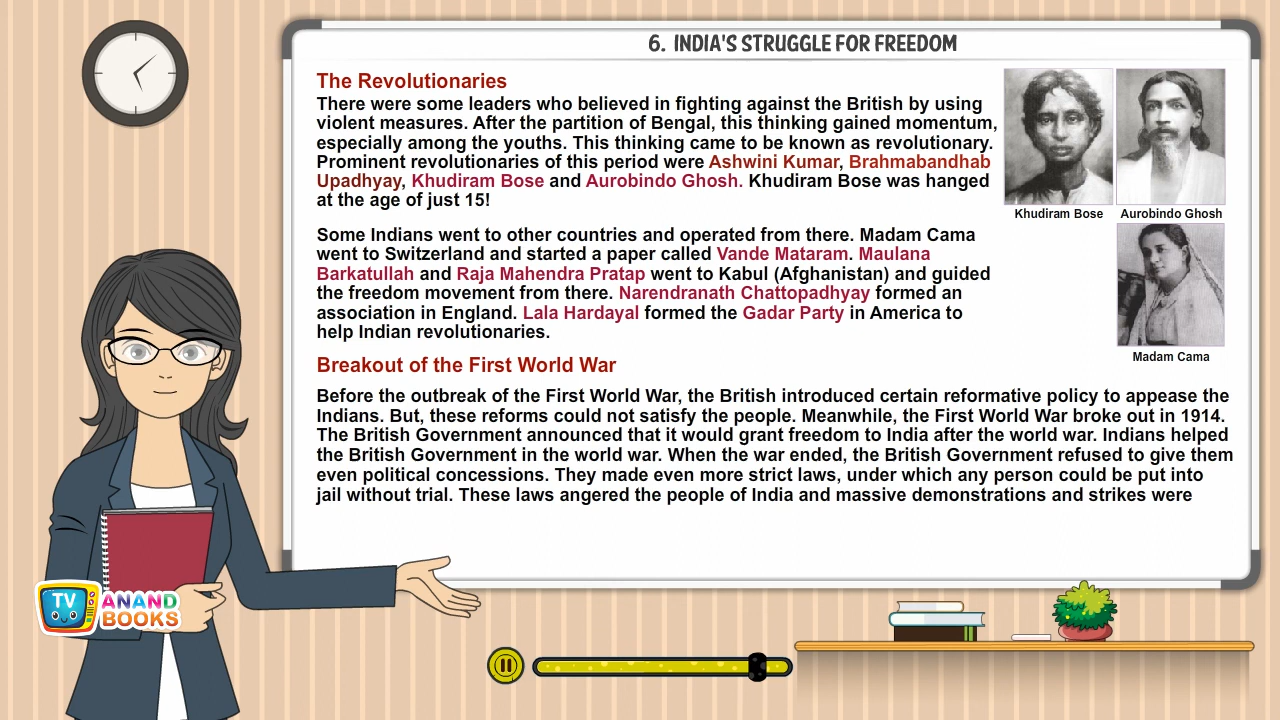 6. INDIA'S STRUGGLE FOR FREEDOM
The Revolutionaries
There were some leaders who believed in fighting against the British by using
violent measures. After the partition of Bengal, this thinking gained momentum,
especially among the youths. This thinking came to be known as revolutionary.
Prominent revolutionaries of this period were Ashwini Kumar, Brahmabandhab
Upadhyay, Khudiram Bose and Aurobindo Ghosh. Khudiram Bose was hanged
at the age of just 15!
Khudiram Bose
Aurobindo Ghosh
Some Indians went to other countries and operated from there. Madam Cama
went to Switzerland and started a paper called Vande Mataram. Maulana
Barkatullah and Raja Mahendra Pratap went to Kabul (Afghanistan) and guided
the freedom movement from there. Narendranath Chattopadhyay formed an
association in England. Lala Hardayal formed the Gadar Party in America to
help Indian revolutionaries.
Madam Cama
Breakout of the First World War
Before the outbreak of the First World War, the British introduced certain reformative policy to appease the
Indians. But, these reforms could not satisfy the people. Meanwhile, the First World War broke out in 1914.
The British Government announced that it would grant freedom to India after the world war. Indians helped
the British Government in the world war. When the war ended, the British Government refused to give them
even political concessions. They made even more strict laws, under which any person could be put into
jail without trial. These laws angered the people of India and massive demonstrations and strikes were
TV
ANAND
BOOKS